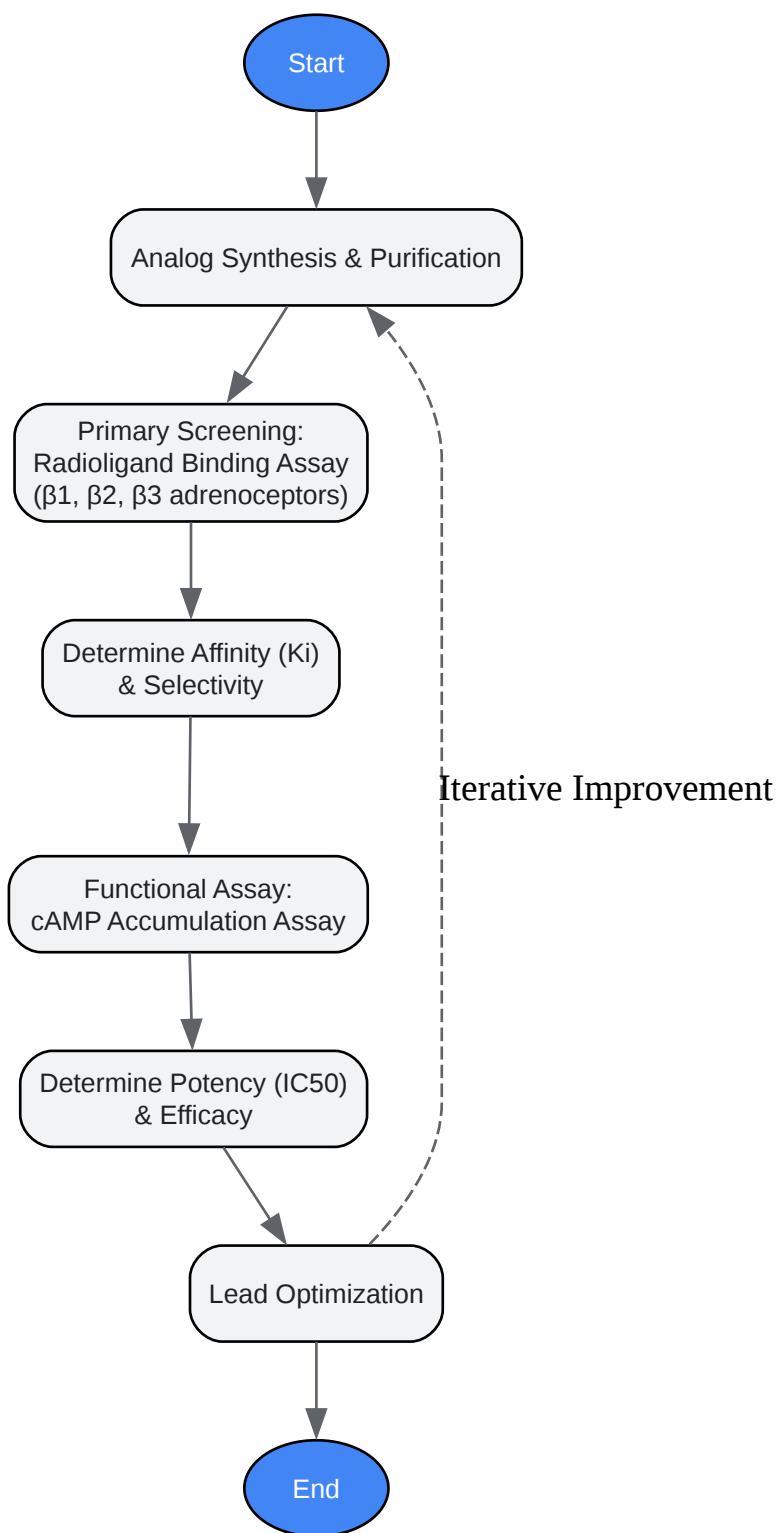 Start
Analog Synthesis & Purification
Primary Screening:
Radioligand Binding Assay
(β1, β2, β3 adrenoceptors)
Determine Affinity (Ki)
& Selectivity
Iterative Improvement
Functional Assay:
cAMP Accumulation Assay
Determine Potency (IC50)
& Efficacy
Lead Optimization
End